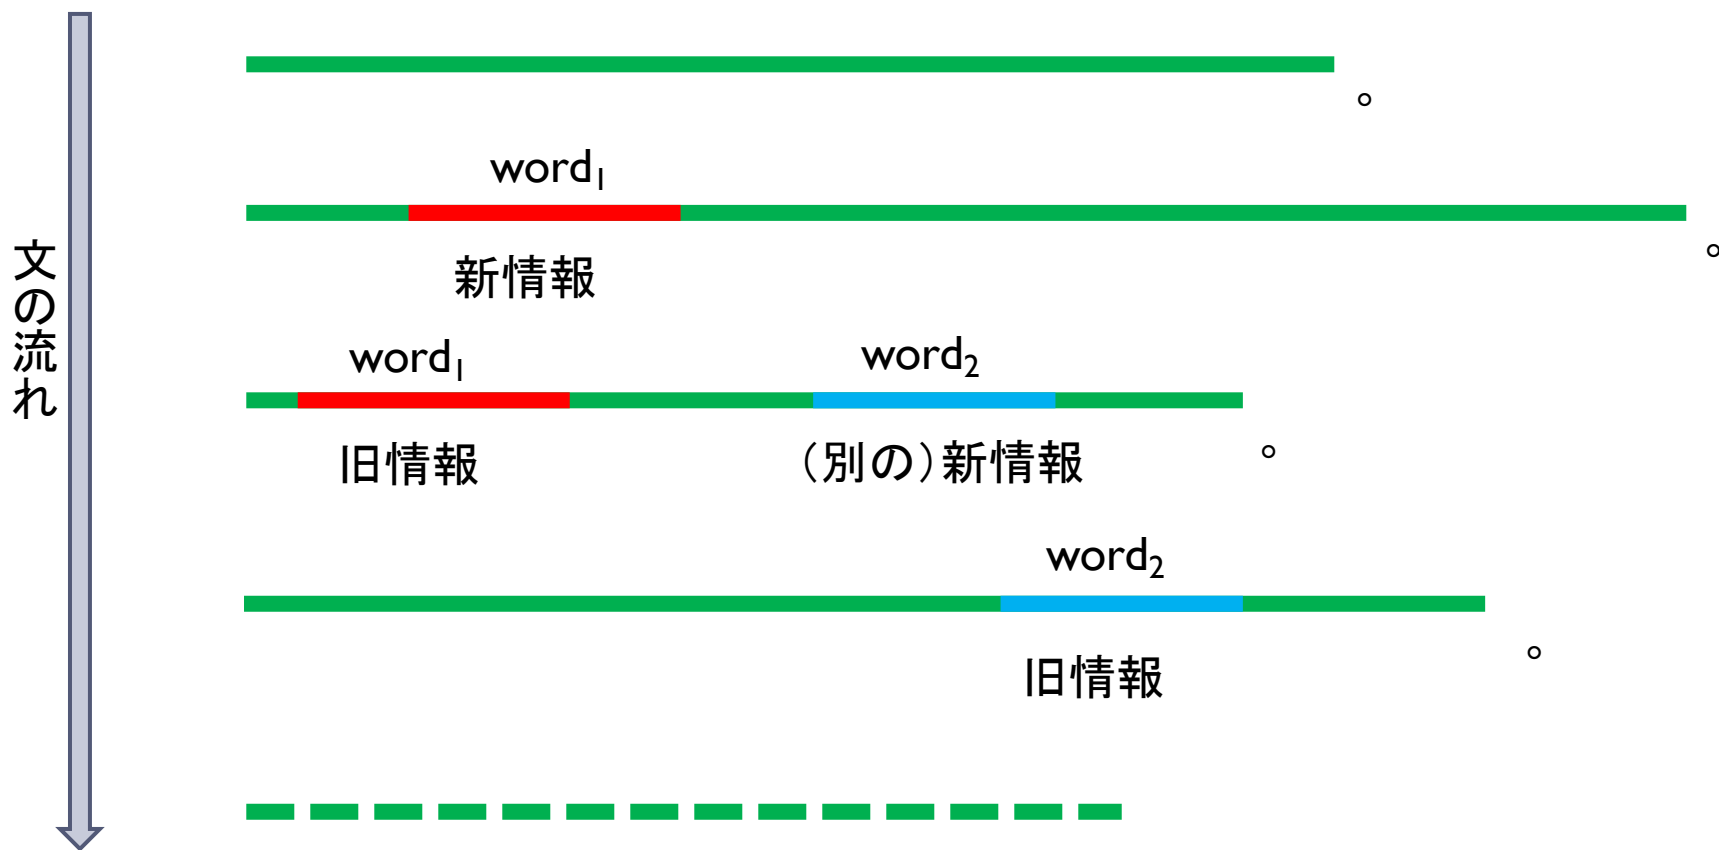 文の流れ
。
word₁
。
新情報
word₁ word₂
旧情報 （別の）新情報 。
word₂
。
旧情報